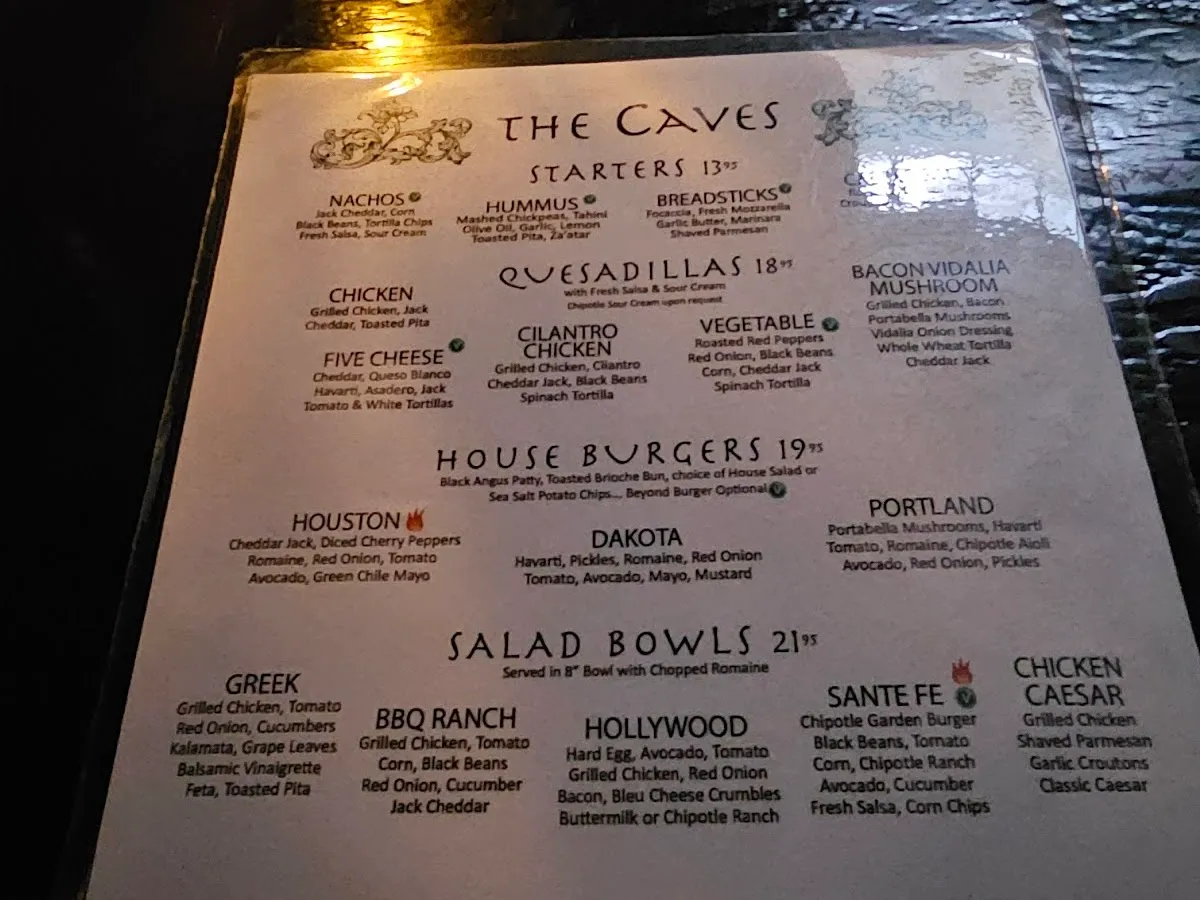 THE CAVES
STARTERS 13⁹⁵
NACHOS
Jack Cheddar, Corn
Black Beans, Tortilla Chips
Fresh Salsa, Sour Cream
HUMMUS
Mashed Chickpeas, Tahini
Olive Oil, Garlic, Lemon
Toasted Pita, Za'atar
BREADSTICKS
Focaccia, Fresh Mozzarella
Garlic Butter, Marinara
Shaved Parmesan
QUESADILLAS 18⁹⁵
with Fresh Salsa & Sour Cream
Chipotle Sour Cream upon request
CHICKEN
Grilled Chicken, Jack
Cheddar, Toasted Pita
FIVE CHEESE
Cheddar, Queso Blanco
Havarti, Asadero, Jack
Tomato & White Tortillas
CILANTRO
CHICKEN
Grilled Chicken, Cilantro
Cheddar Jack, Black Beans
Spinach Tortilla
VEGETABLE
Roasted Red Peppers
Red Onion, Black Beans
Corn, Cheddar Jack
Spinach Tortilla
BACON VIDALIA
MUSHROOM
Grilled Chicken, Bacon
Portabella Mushrooms
Vidalia Onion Dressing
Whole Wheat Tortilla
Cheddar Jack
HOUSE BURGERS 19⁹⁵
Black Angus Patty, Toasted Brioche Bun, choice of House Salad or
Sea Salt Potato Chips... Beyond Burger Optional
HOUSTON
Cheddar Jack, Diced Cherry Peppers
Romaine, Red Onion, Tomato
Avocado, Green Chile Mayo
DAKOTA
Havarti, Pickles, Romaine, Red Onion
Tomato, Avocado, Mayo, Mustard
PORTLAND
Portabella Mushrooms, Havarti
Tomato, Romaine, Chipotle Aioli
Avocado, Red Onion, Pickles
SALAD BOWLS 21⁹⁵
Served in 8" Bowl with Chopped Romaine
GREEK
Grilled Chicken, Tomato
Red Onion, Cucumbers
Kalamata, Grape Leaves
Balsamic Vinaigrette
Feta, Toasted Pita
BBQ RANCH
Grilled Chicken, Tomato
Corn, Black Beans
Red Onion, Cucumber
Jack Cheddar
HOLLYWOOD
Hard Egg, Avocado, Tomato
Grilled Chicken, Red Onion
Bacon, Bleu Cheese Crumbles
Buttermilk or Chipotle Ranch
SANTE FE
Chipotle Garden Burger
Black Beans, Tomato
Corn, Chipotle Ranch
Avocado, Cucumber
Fresh Salsa, Corn Chips
CHICKEN
CAESAR
Grilled Chicken
Shaved Parmesan
Garlic Croutons
Classic Caesar